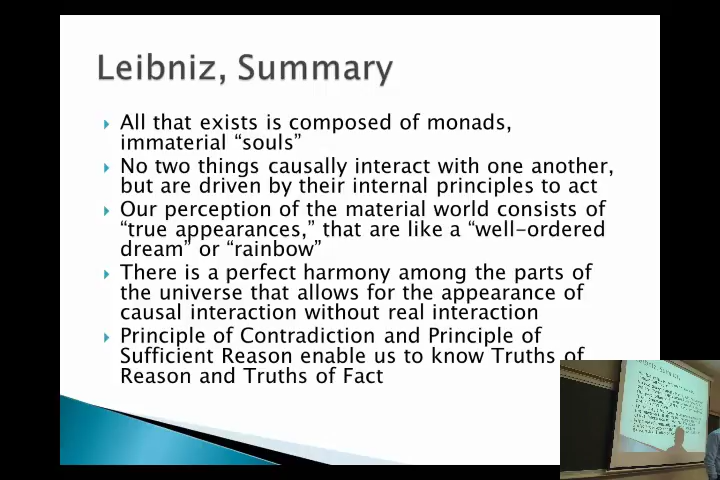 Leibniz, Summary
All that exists is composed of monads,
immaterial “souls”
No two things causally interact with one another,
but are driven by their internal principles to act
Our perception of the material world consists of
“true appearances,” that are like a “well-ordered
dream” or “rainbow”
There is a perfect harmony among the parts of
the universe that allows for the appearance of
causal interaction without real interaction
Principle of Contradiction and Principle of
Sufficient Reason enable us to know Truths of
Reason and Truths of Fact
Leibniz, Summary